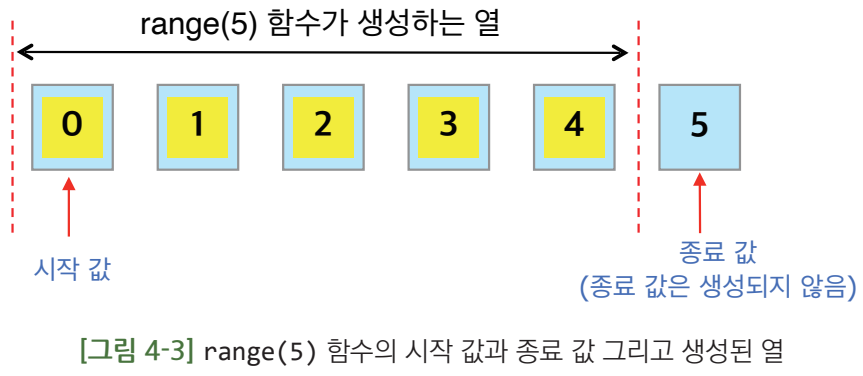 range(5) 함수가 생성하는 열
0 1 2 3 4 5
시작 값
종료 값
(종료 값은 생성되지 않음)
[그림 4-3] range(5) 함수의 시작 값과 종료 값 그리고 생성된 열